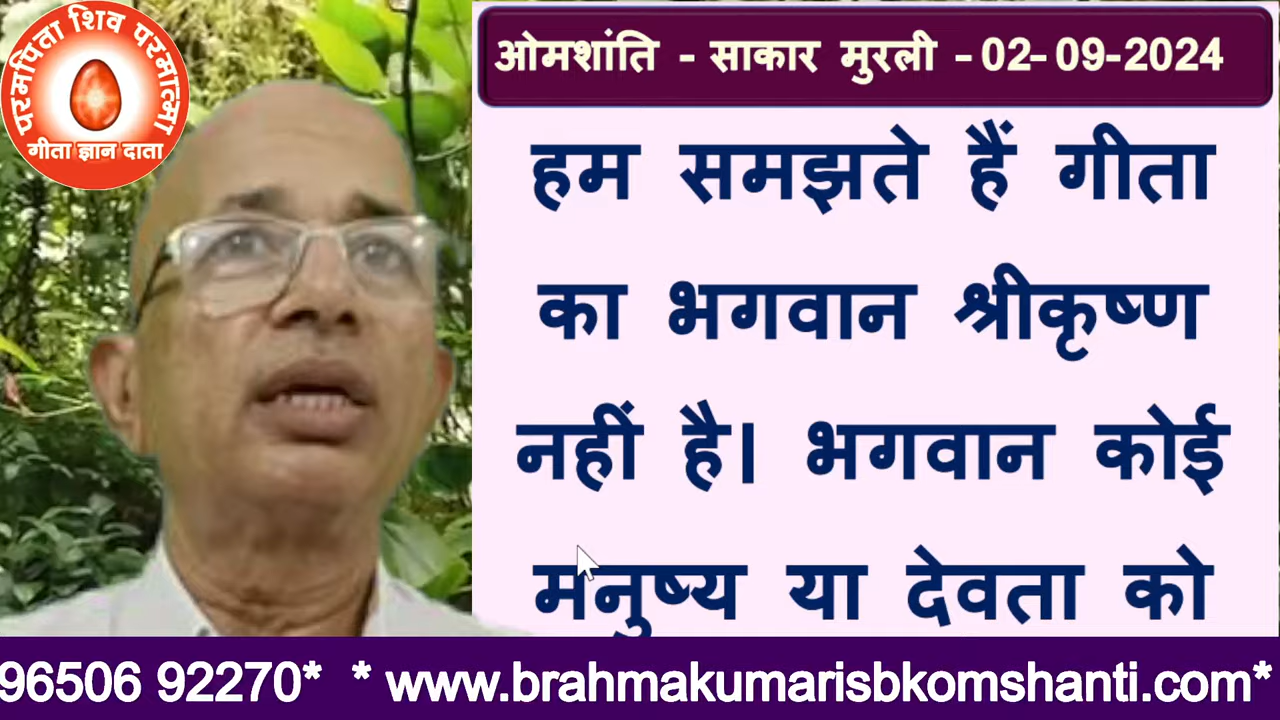 परमपिता शिव परमात्मा
गीता ज्ञान दाता
ओमशांति - साकार मुरली - 02- 09-2024
हम समझते हैं गीता
का भगवान श्रीकृष्ण
नहीं है। भगवान कोई
मनुष्य या देवता को
96506 92270* * www.brahmakumarisbkomshanti.com*